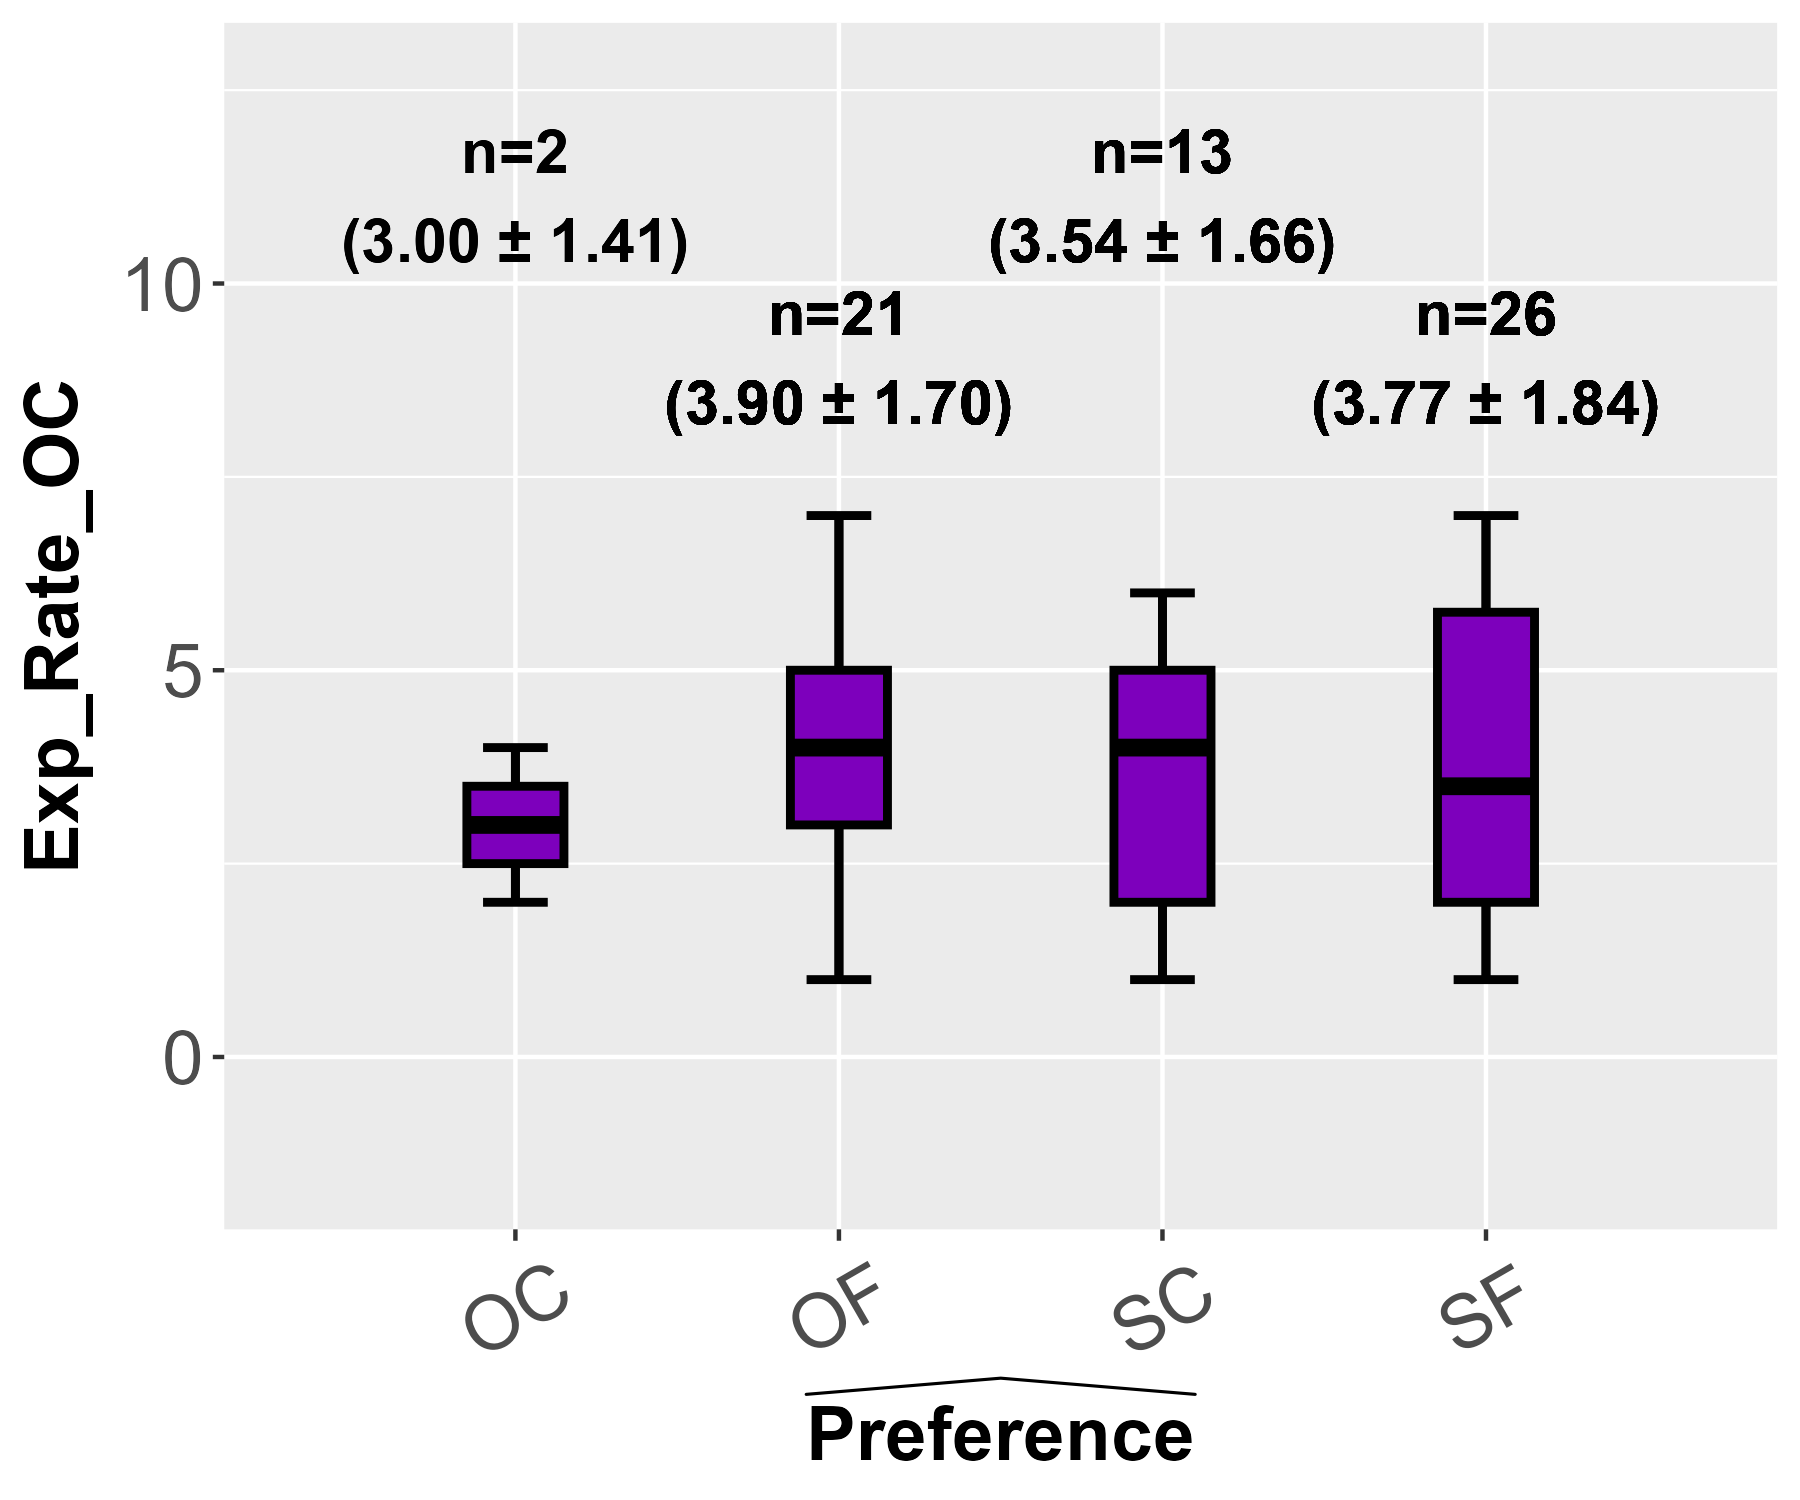 n=2
n=13
(3.00 ± 1.41)
(3.54 ± 1.66)
n=21
n=26
(3.90 ± 1.70)
(3.77 ± 1.84)
10
5
0
Exp_Rate_OC
OC
OF
SC
SF
Preference